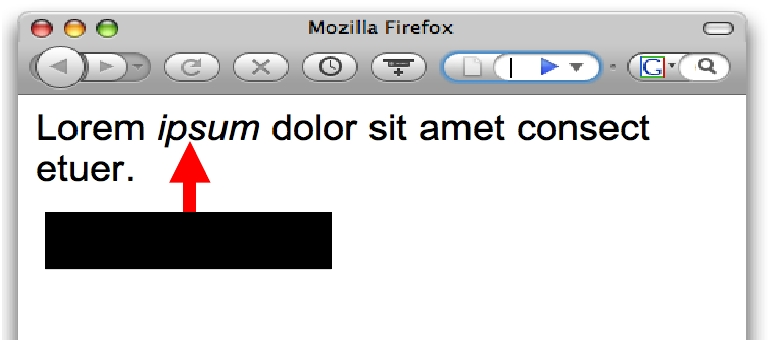 Mozilla Firefox
G
Lorem ipsum dolor sit amet consect
etuer.